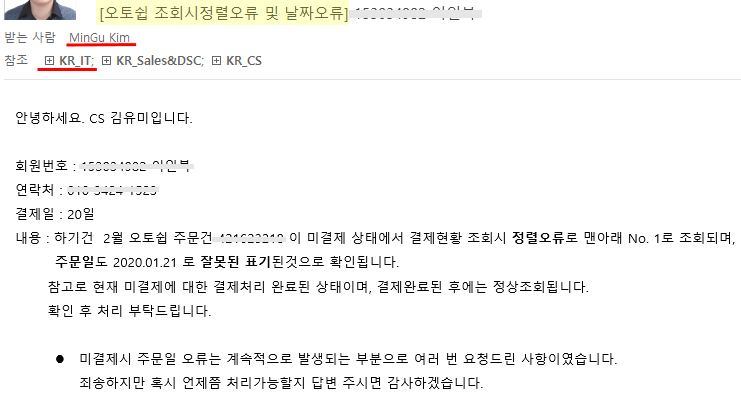 [오토쉽 조회시정렬오류 및 날짜오류]
받는 사람 MinGu Kim
참조 KR_IT; KR_Sales&DSC; KR_CS
안녕하세요. CS 김유미입니다.
회원번호 :
연락처 :
결제일 : 20일
내용 : 하기건 2월 오토쉽 주문건 이 미결제 상태에서 결제현황 조회시 정렬오류로 맨아래 No. 1로 조회되며,
주문일도 2020.01.21 로 잘못된 표기된것으로 확인됩니다.
참고로 현재 미결제에 대한 결제처리 완료된 상태이며, 결제완료된 후에는 정상조회됩니다.
확인 후 처리 부탁드립니다.
● 미결제시 주문일 오류는 계속적으로 발생되는 부분으로 여러 번 요청드린 사항이였습니다.
죄송하지만 혹시 언제쯤 처리가능할지 답변 주시면 감사하겠습니다.